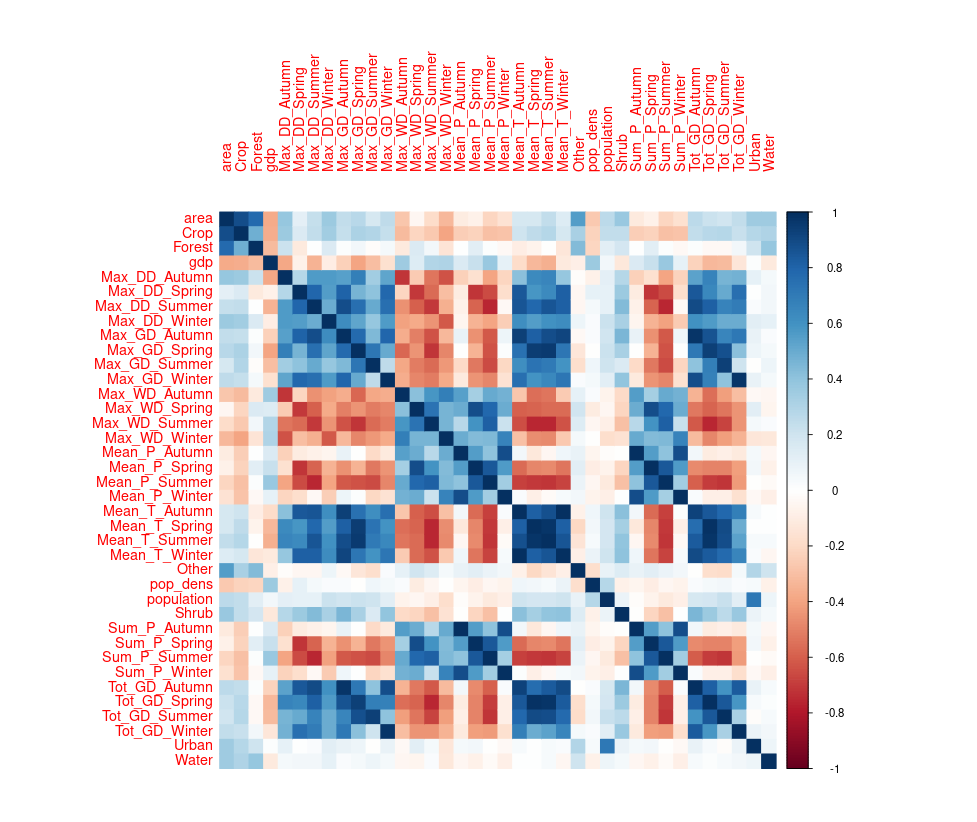 area
Crop
Forest
gdp
Max_DD_Autumn
Max_DD_Spring
Max_DD_Summer
Max_DD_Winter
Max_GD_Autumn
Max_GD_Spring
Max_GD_Summer
Max_GD_Winter
Max_WD_Autumn
Max_WD_Spring
Max_WD_Summer
Max_WD_Winter
Mean_P_Autumn
Mean_P_Spring
Mean_P_Summer
Mean_P_Winter
Mean_T_Autumn
Mean_T_Spring
Mean_T_Summer
Mean_T_Winter
Other
pop_dens
population
Shrub
Sum_P_Autumn
Sum_P_Spring
Sum_P_Summer
Sum_P_Winter
Tot_GD_Autumn
Tot_GD_Spring
Tot_GD_Summer
Tot_GD_Winter
Urban
Water
area
Crop
Forest
gdp
Max_DD_Autumn
Max_DD_Spring
Max_DD_Summer
Max_DD_Winter
Max_GD_Autumn
Max_GD_Spring
Max_GD_Summer
Max_GD_Winter
Max_WD_Autumn
Max_WD_Spring
Max_WD_Summer
Max_WD_Winter
Mean_P_Autumn
Mean_P_Spring
Mean_P_Summer
Mean_P_Winter
Mean_T_Autumn
Mean_T_Spring
Mean_T_Summer
Mean_T_Winter
Other
pop_dens
population
Shrub
Sum_P_Autumn
Sum_P_Spring
Sum_P_Summer
Sum_P_Winter
Tot_GD_Autumn
Tot_GD_Spring
Tot_GD_Summer
Tot_GD_Winter
Urban
Water
1
0.8
0.6
0.4
0.2
0
-0.2
-0.4
-0.6
-0.8
-1